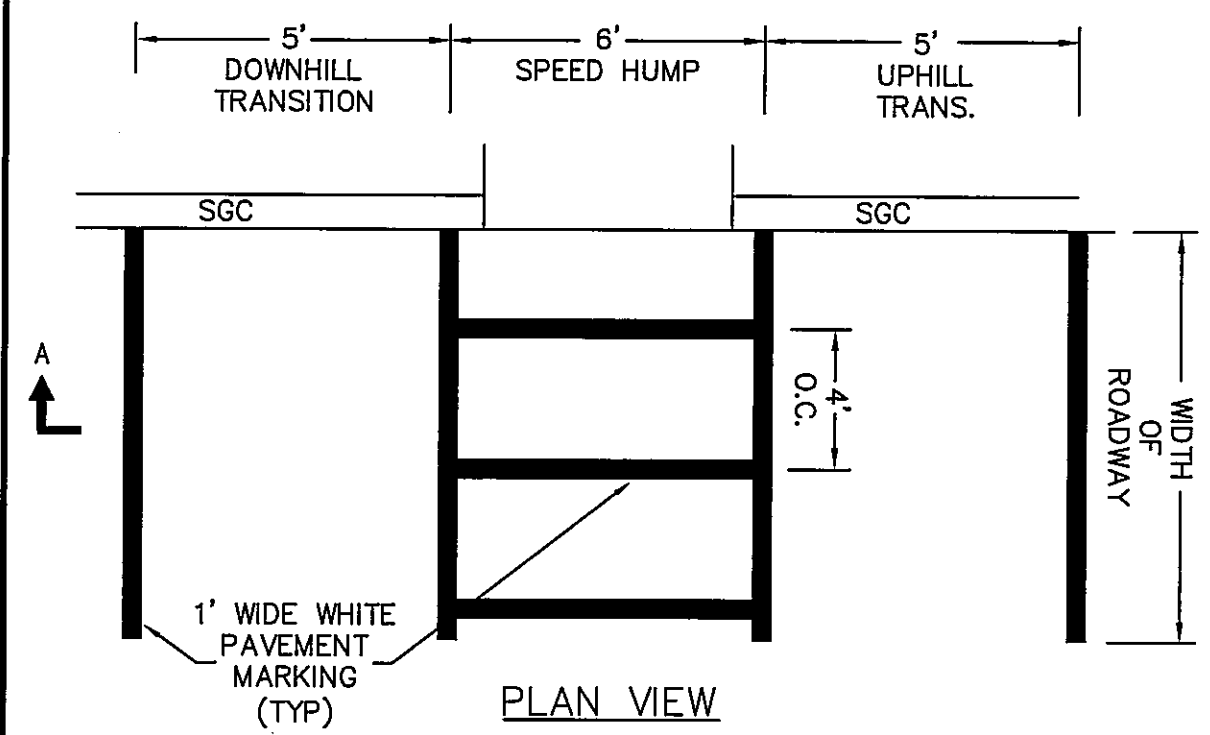 5'
DOWNHILL
TRANSITION
6'
SPEED HUMP
5'
UPHILL
TRANS.
SGC
SGC
A
4'
O.C.
WIDTH
OF
ROADWAY
1' WIDE WHITE
PAVEMENT
MARKING
(TYP)
PLAN VIEW